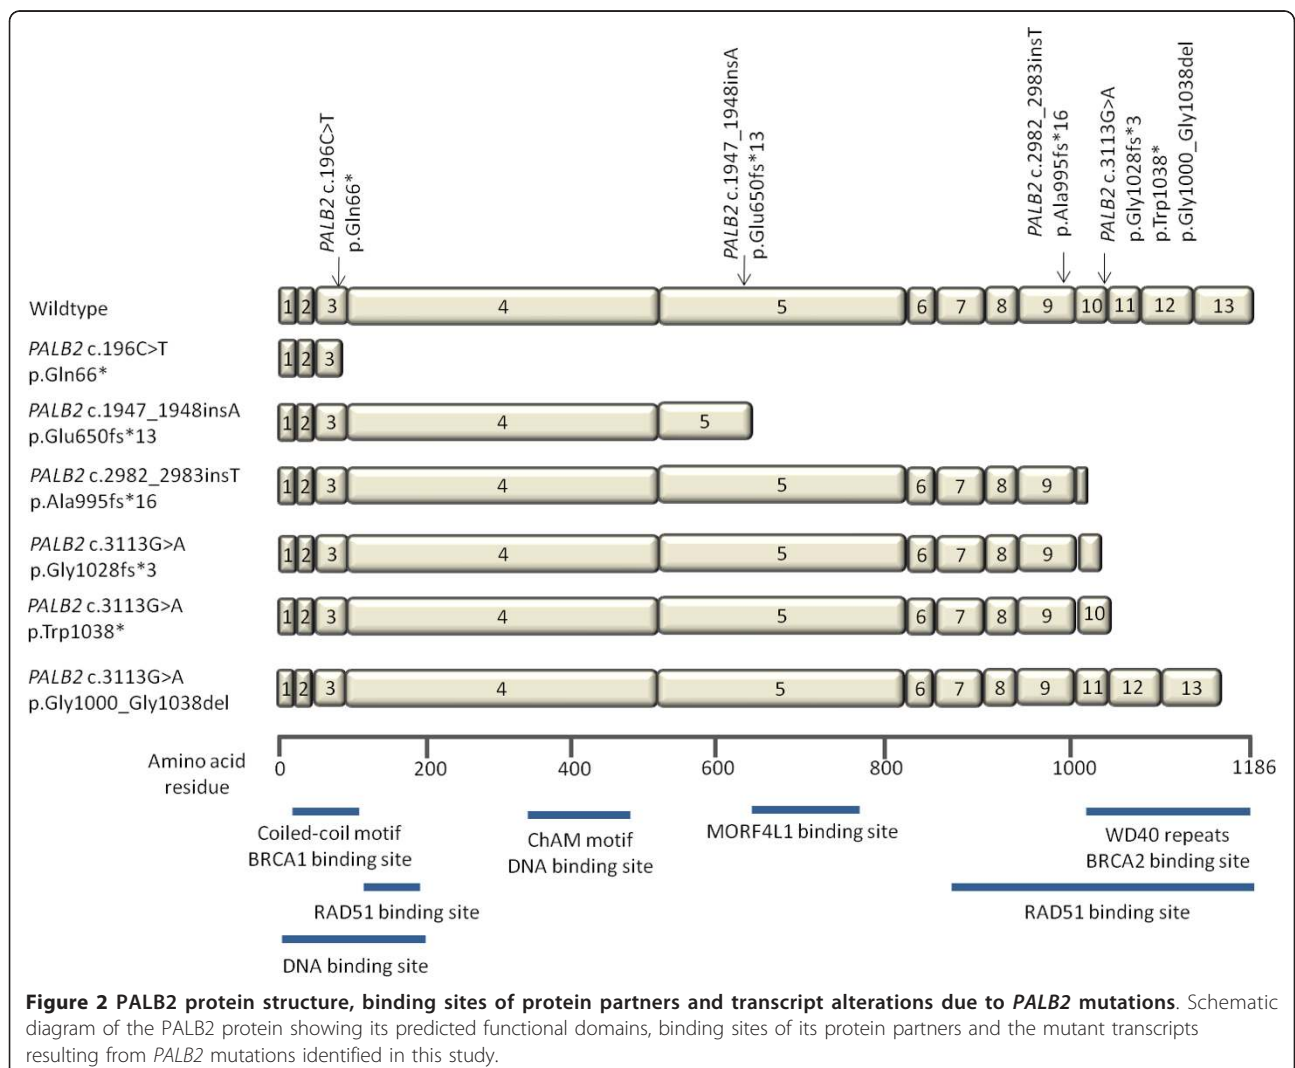 PALB2 c.196C>T
p.Gln66*
PALB2 c.1947_1948insA
p.Glu650fs*13
PALB2 c.2982_2983insT
p.Ala995fs*16
PALB2 c.3113G>A
p.Gly1028fs*3
p.Trp1038*
p.Gly1000_Gly1038del
Wildtype
1 2 3 4 5 6 7 8 9 10 11 12 13
PALB2 c.196C>T
p.Gln66*
1 2 3
PALB2 c.1947_1948insA
p.Glu650fs*13
1 2 3 4 5
PALB2 c.2982_2983insT
p.Ala995fs*16
1 2 3 4 5 6 7 8 9
PALB2 c.3113G>A
p.Gly1028fs*3
1 2 3 4 5 6 7 8 9
PALB2 c.3113G>A
p.Trp1038*
1 2 3 4 5 6 7 8 9 10
PALB2 c.3113G>A
p.Gly1000_Gly1038del
1 2 3 4 5 6 7 8 9 11 12 13
Amino acid
residue
0 200 400 600 800 1000 1186
Coiled-coil motif
BRCA1 binding site
ChAM motif
DNA binding site
MORF4L1 binding site
WD40 repeats
BRCA2 binding site
RAD51 binding site
RAD51 binding site
DNA binding site
Figure 2 PALB2 protein structure, binding sites of protein partners and transcript alterations due to PALB2 mutations. Schematic
diagram of the PALB2 protein showing its predicted functional domains, binding sites of its protein partners and the mutant transcripts
resulting from PALB2 mutations identified in this study.